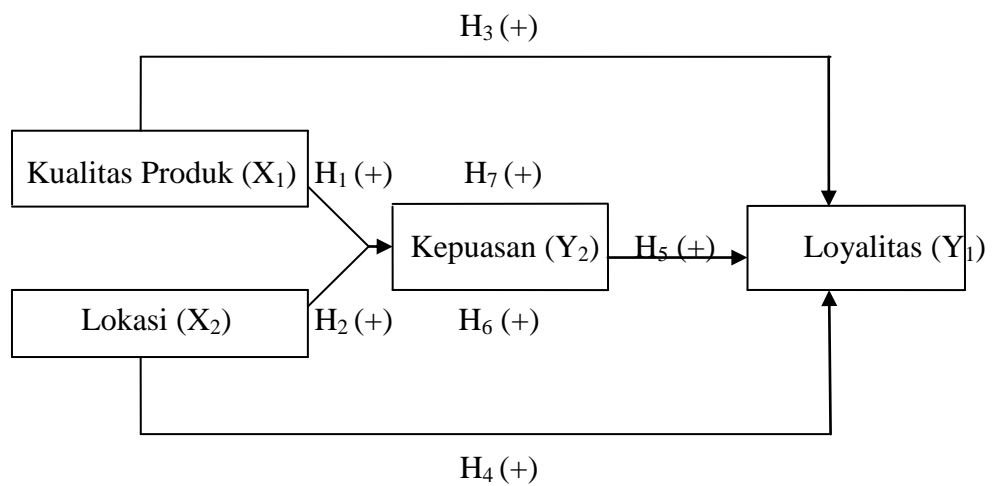 H₃ (+)
Kualitas Produk (X₁)
H₁ (+)
H₇ (+)
Kepuasan (Y₂)
H₅ (+)
Loyalitas (Y₁)
Lokasi (X₂)
H₂ (+)
H₆ (+)
H₄ (+)